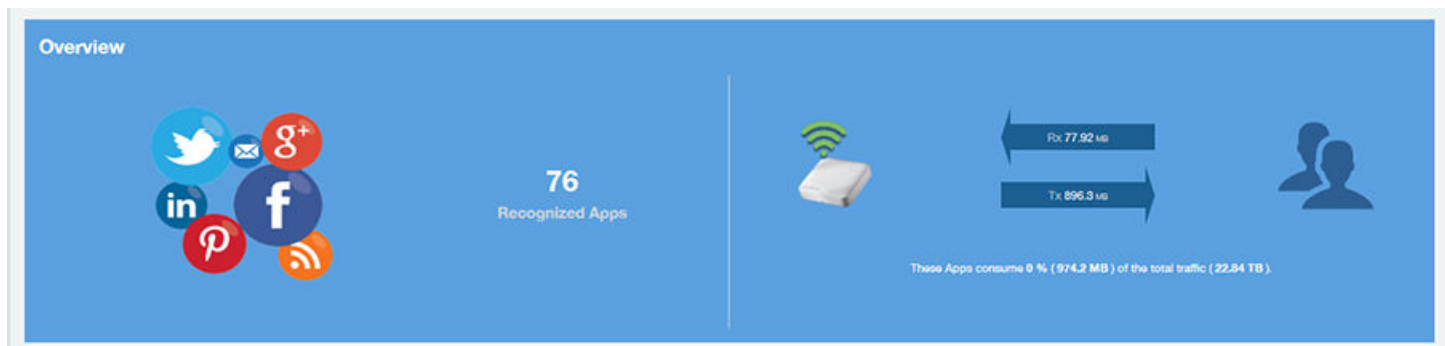 Overview
g+
in
f
76
Recognized Apps
Rx 77.92 MB
Tx 896.3 MB
These Apps consume 0 % ( 974.2 MB ) of the total traffic ( 22.84 TB ).